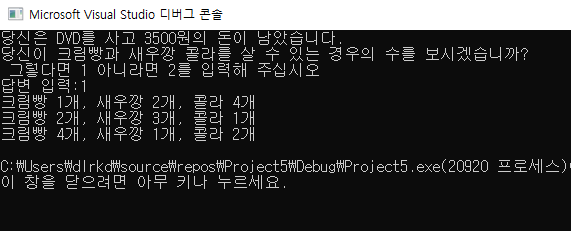 Microsoft Visual Studio 디버그 콘솔
당신은 DVD를 사고 3500원의 돈이 남았습니다.
당신이 크림빵과 새우깡 콜라를 살 수 있는 경우의 수를 보시겠습니까?
그렇다면 1 아니라면 2를 입력해 주십시오
답변 입력:1
크림빵 1개, 새우깡 2개, 콜라 4개
크림빵 2개, 새우깡 3개, 콜라 1개
크림빵 4개, 새우깡 1개, 콜라 2개
C:₩Users₩dlrkd₩source₩repos₩Project5₩Debug₩Project5.exe(20920 프로세스)
이 창을 닫으려면 아무 키나 누르세요.